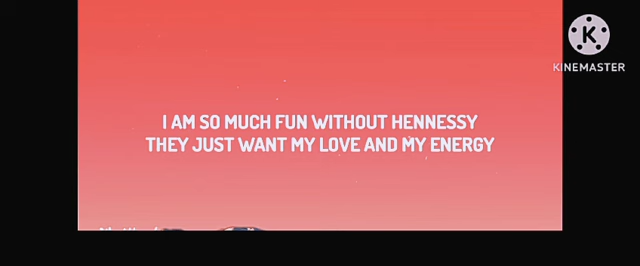 I AM SO MUCH FUN WITHOUT HENNESSY
THEY JUST WANT MY LOVE AND MY ENERGY
K
KINEMASTER